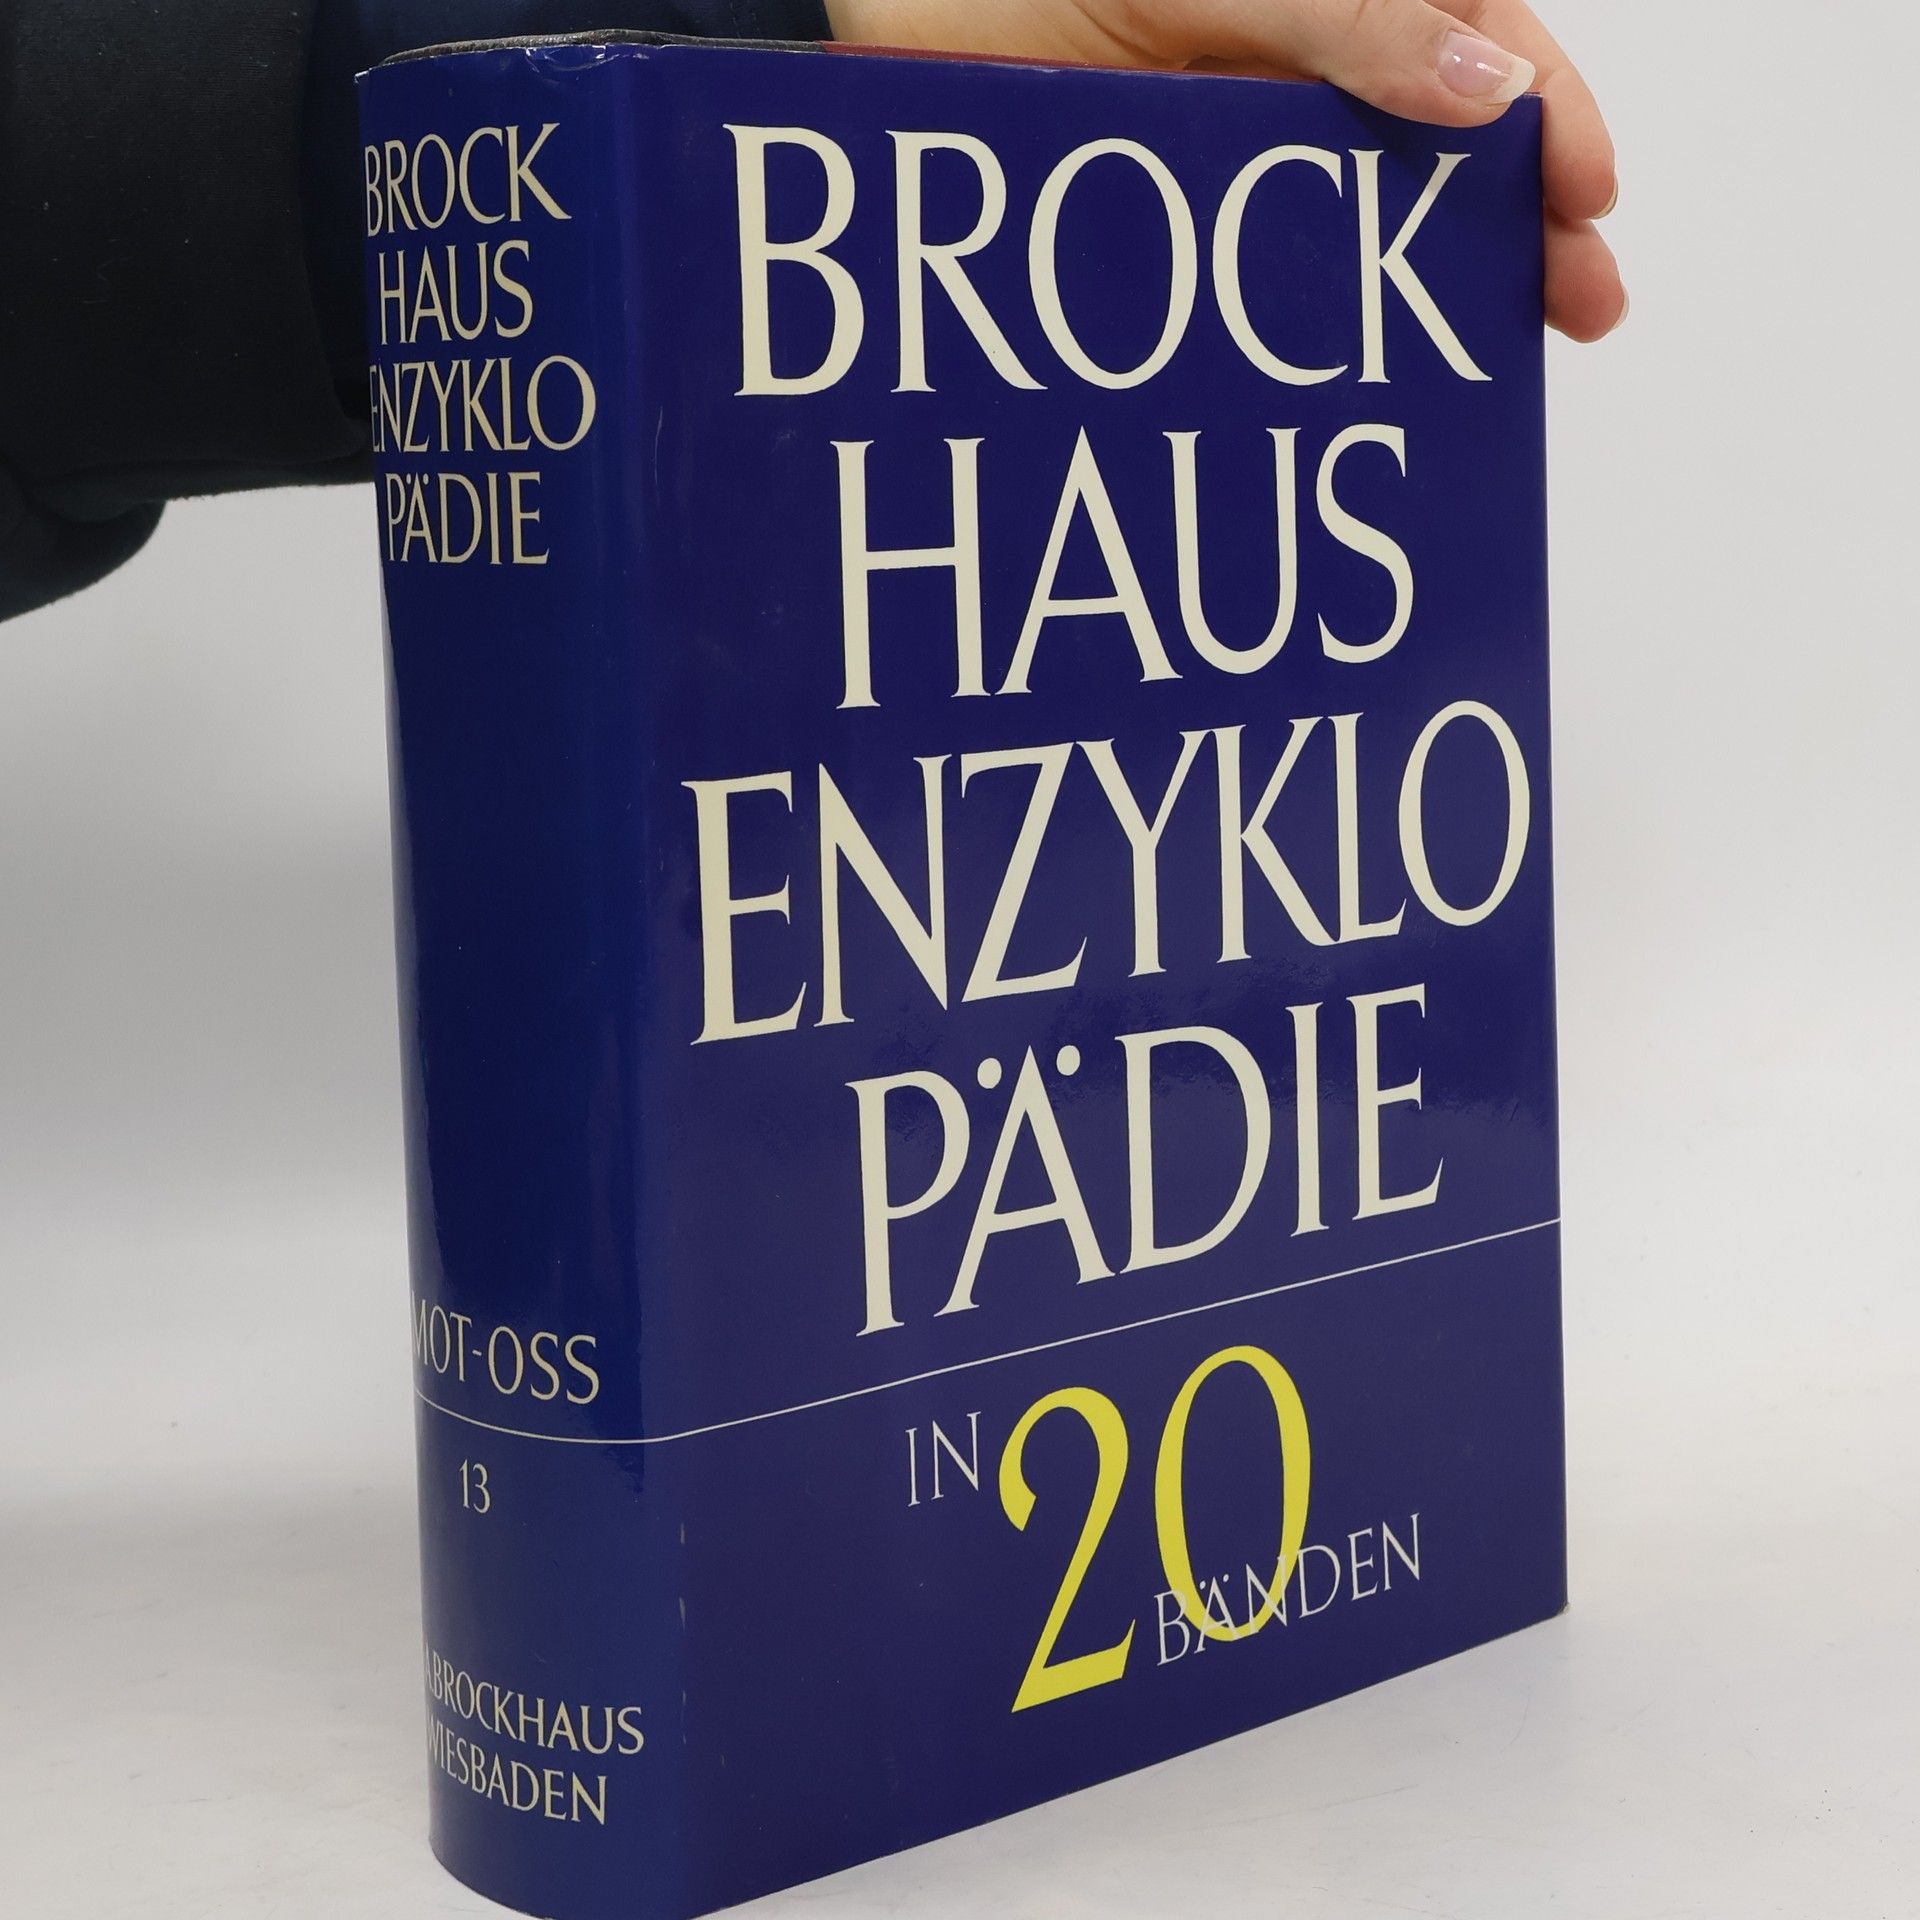 BROCK
HAUS
ENZYKLO
PÄDIE
MOT-OSS
13
A. BROCKHAUS
WIESBADEN
BROCK
HAUS
ENZYKLO
PÄDIE
IN 20
BÄNDEN